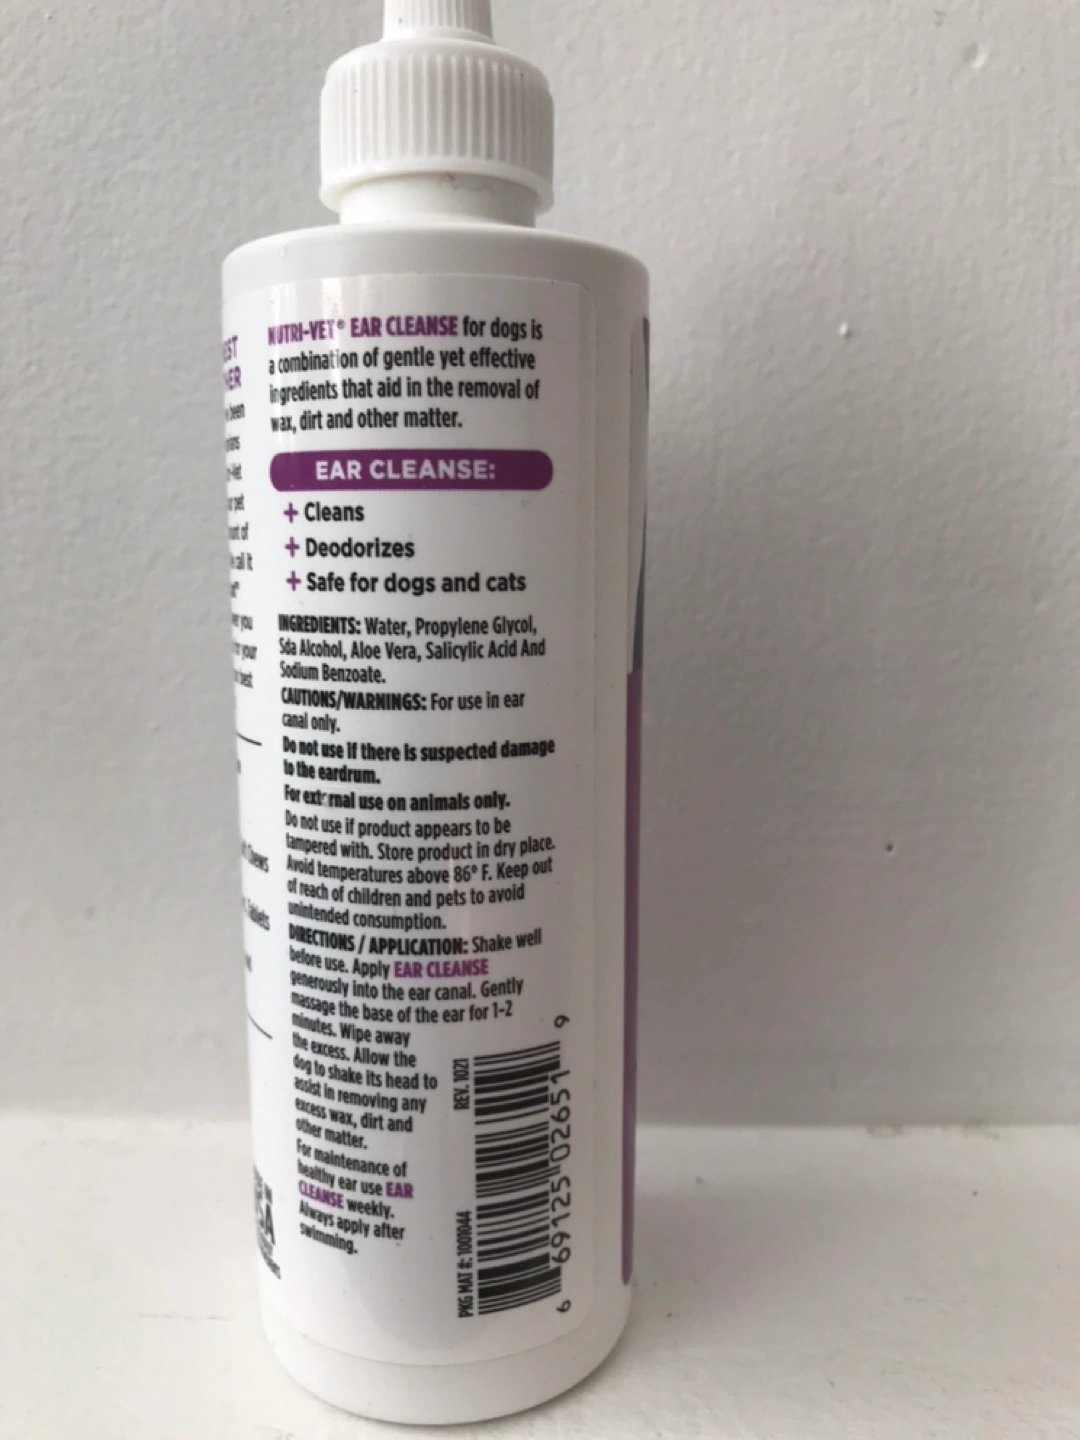 NUTRI-VET® EAR CLEANSE for dogs is
a combination of gentle yet effective
ingredients that aid in the removal of
wax, dirt and other matter.
EAR CLEANSE:
+ Cleans
+ Deodorizes
+ Safe for dogs and cats
INGREDIENTS: Water, Propylene Glycol,
Sda Alcohol, Aloe Vera, Salicylic Acid And
Sodium Benzoate.
CAUTIONS/WARNINGS: For use in ear
canal only.
Do not use if there is suspected damage
to the eardrum.
For external use on animals only.
Do not use if product appears to be
tampered with. Store product in dry place.
Avoid temperatures above 86° F. Keep out
of reach of children and pets to avoid
unintended consumption.
DIRECTIONS / APPLICATION: Shake well
before use. Apply EAR CLEANSE
generously into the ear canal. Gently
massage the base of the ear for 1-2
minutes. Wipe away
the excess. Allow the
dog to shake its head to
assist in removing any
excess wax, dirt and
other matter.
For maintenance of
healthy ear use EAR
CLEANSE weekly.
Always apply after
swimming.
PKG MAT #: 1001044
REV. 1021
6 69125 02651 9